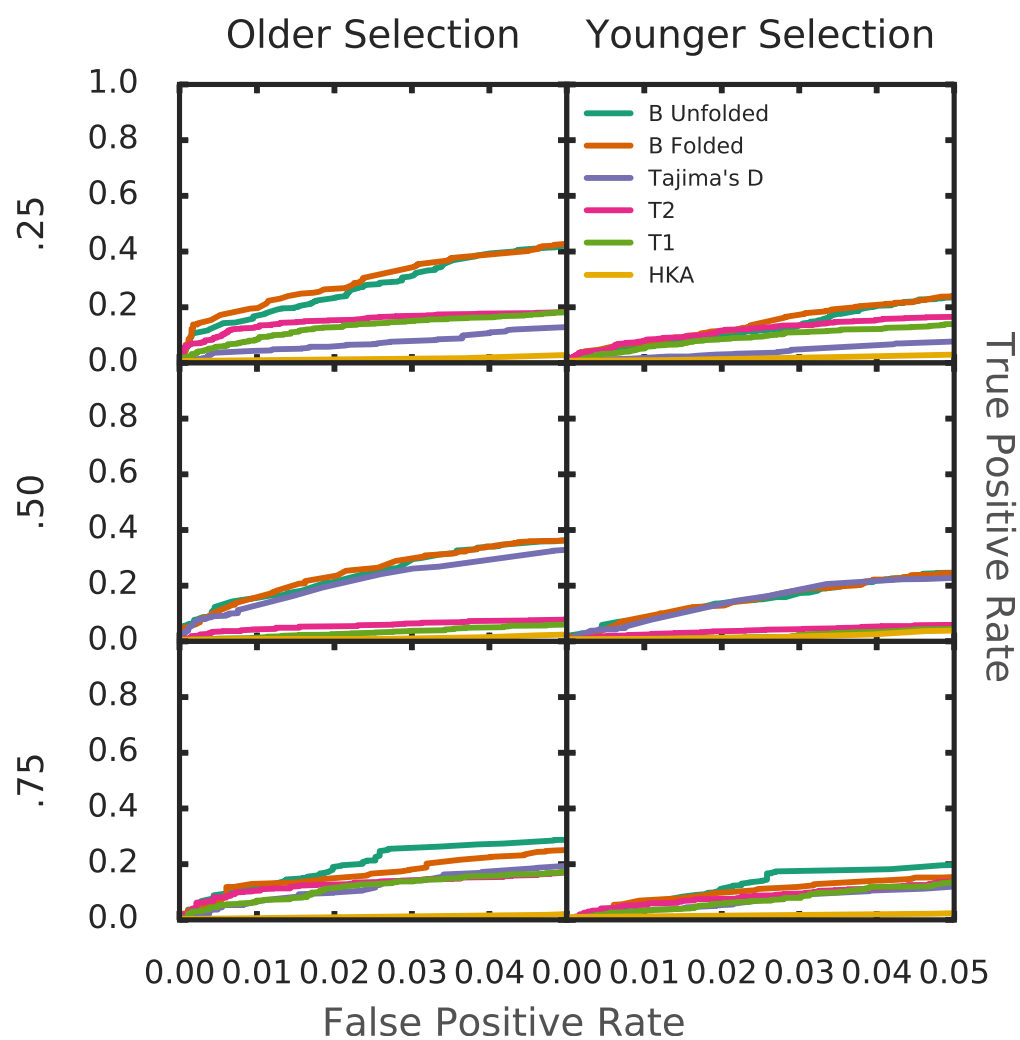 Older Selection
Younger Selection
1.0
0.8
0.6
0.4
0.2
0.0
.25
B Unfolded
B Folded
Tajima's D
T2
T1
HKA
0.8
0.6
0.4
0.2
0.0
.50
True Positive Rate
0.8
0.6
0.4
0.2
0.0
.75
0.00 0.01 0.02 0.03 0.04 0.00 0.01 0.02 0.03 0.04 0.05
False Positive Rate